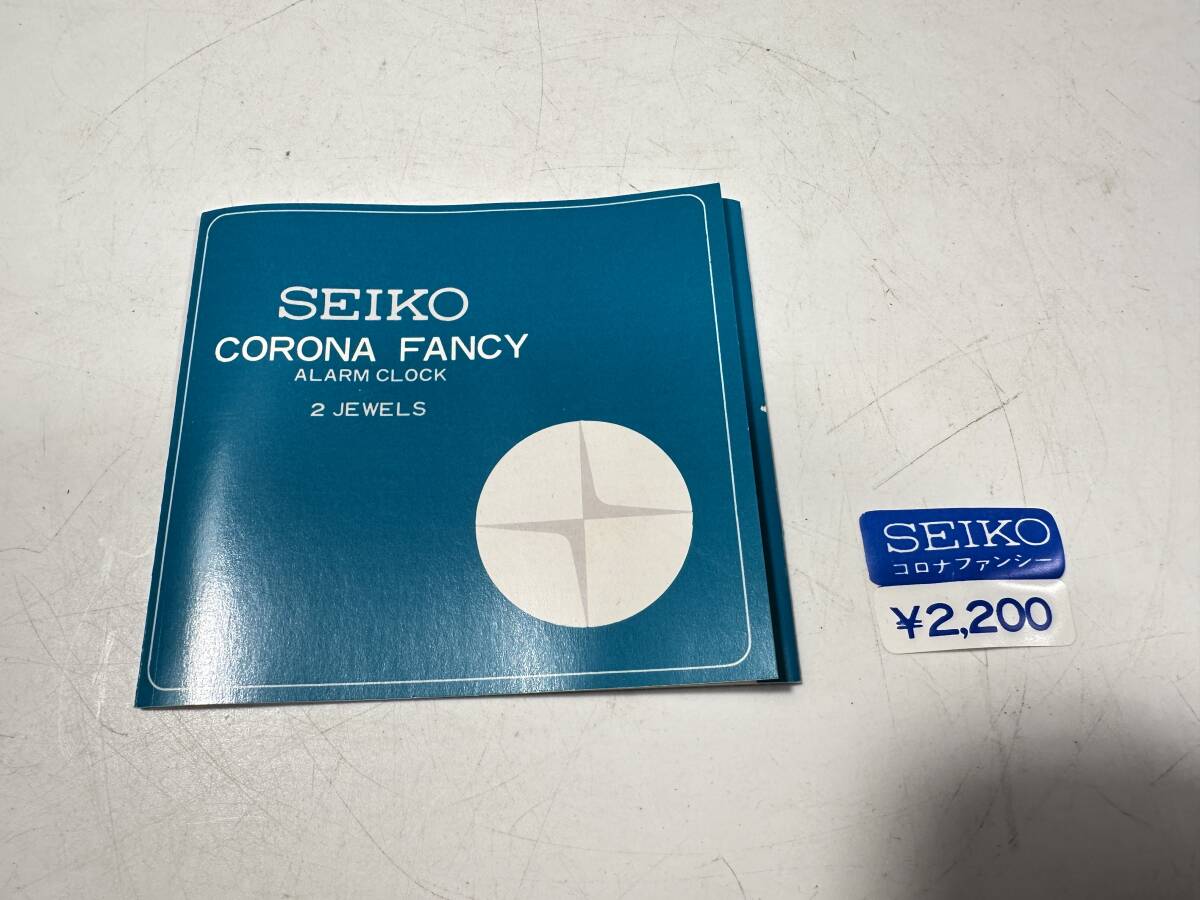 SEIKO
CORONA FANCY
ALARM CLOCK
2 JEWELS
SEIKO
コロナファンシー
¥2,200